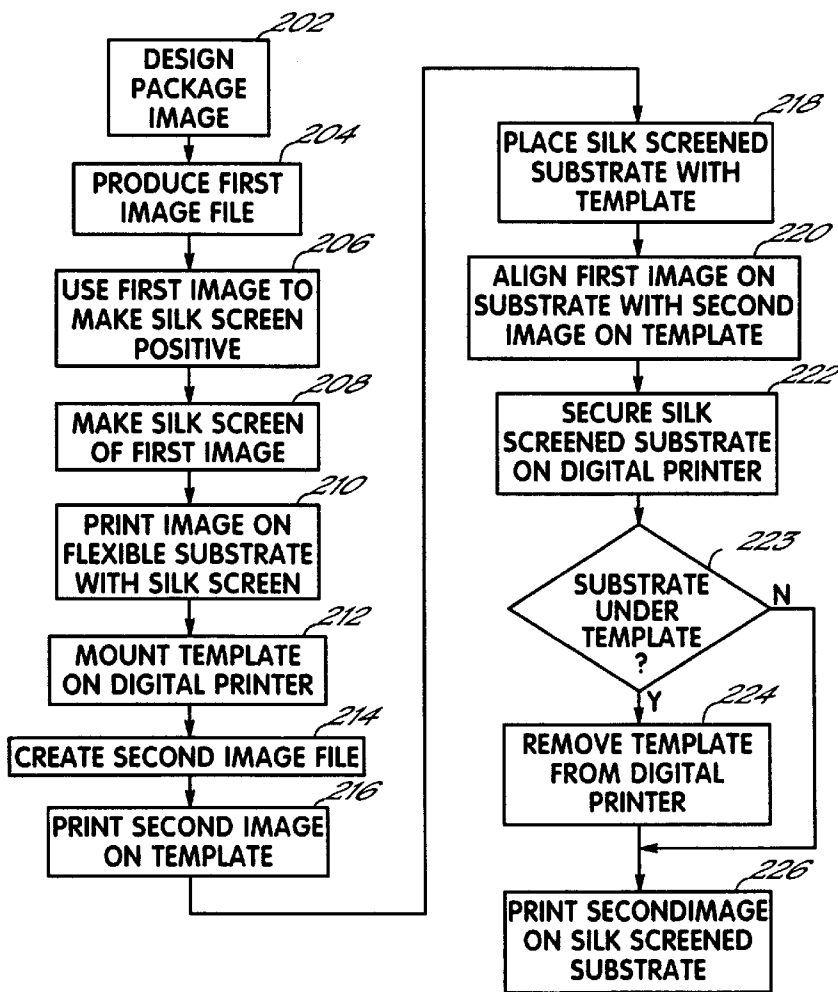 202
DESIGN
PACKAGE
IMAGE
204
PRODUCE FIRST
IMAGE FILE
206
USE FIRST IMAGE TO
MAKE SILK SCREEN
POSITIVE
208
MAKE SILK SCREEN
OF FIRST IMAGE
210
PRINT IMAGE ON
FLEXIBLE SUBSTRATE
WITH SILK SCREEN
212
MOUNT TEMPLATE
ON DIGITAL PRINTER
214
CREATE SECOND IMAGE FILE
216
PRINT SECOND IMAGE
ON TEMPLATE
218
PLACE SILK SCREENED
SUBSTRATE WITH
TEMPLATE
220
ALIGN FIRST IMAGE ON
SUBSTRATE WITH SECOND
IMAGE ON TEMPLATE
222
SECURE SILK
SCREENED SUBSTRATE
ON DIGITAL PRINTER
223
SUBSTRATE
UNDER
TEMPLATE
?
N
Y
224
REMOVE TEMPLATE
FROM DIGITAL
PRINTER
226
PRINT SECONDIMAGE
ON SILK SCREENED
SUBSTRATE